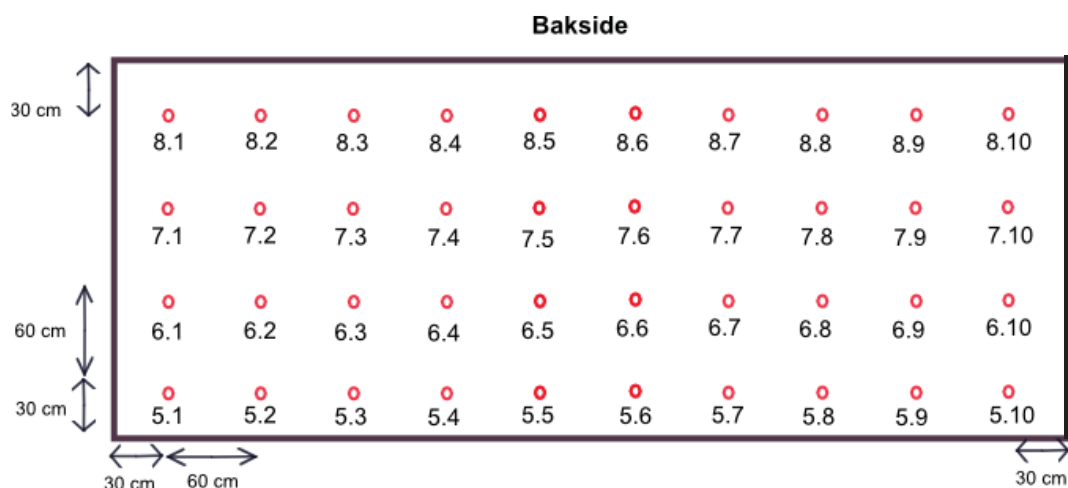 Bakside
30 cm
8.1 8.2 8.3 8.4 8.5 8.6 8.7 8.8 8.9 8.10
7.1 7.2 7.3 7.4 7.5 7.6 7.7 7.8 7.9 7.10
60 cm
6.1 6.2 6.3 6.4 6.5 6.6 6.7 6.8 6.9 6.10
30 cm
5.1 5.2 5.3 5.4 5.5 5.6 5.7 5.8 5.9 5.10
30 cm 60 cm 30 cm